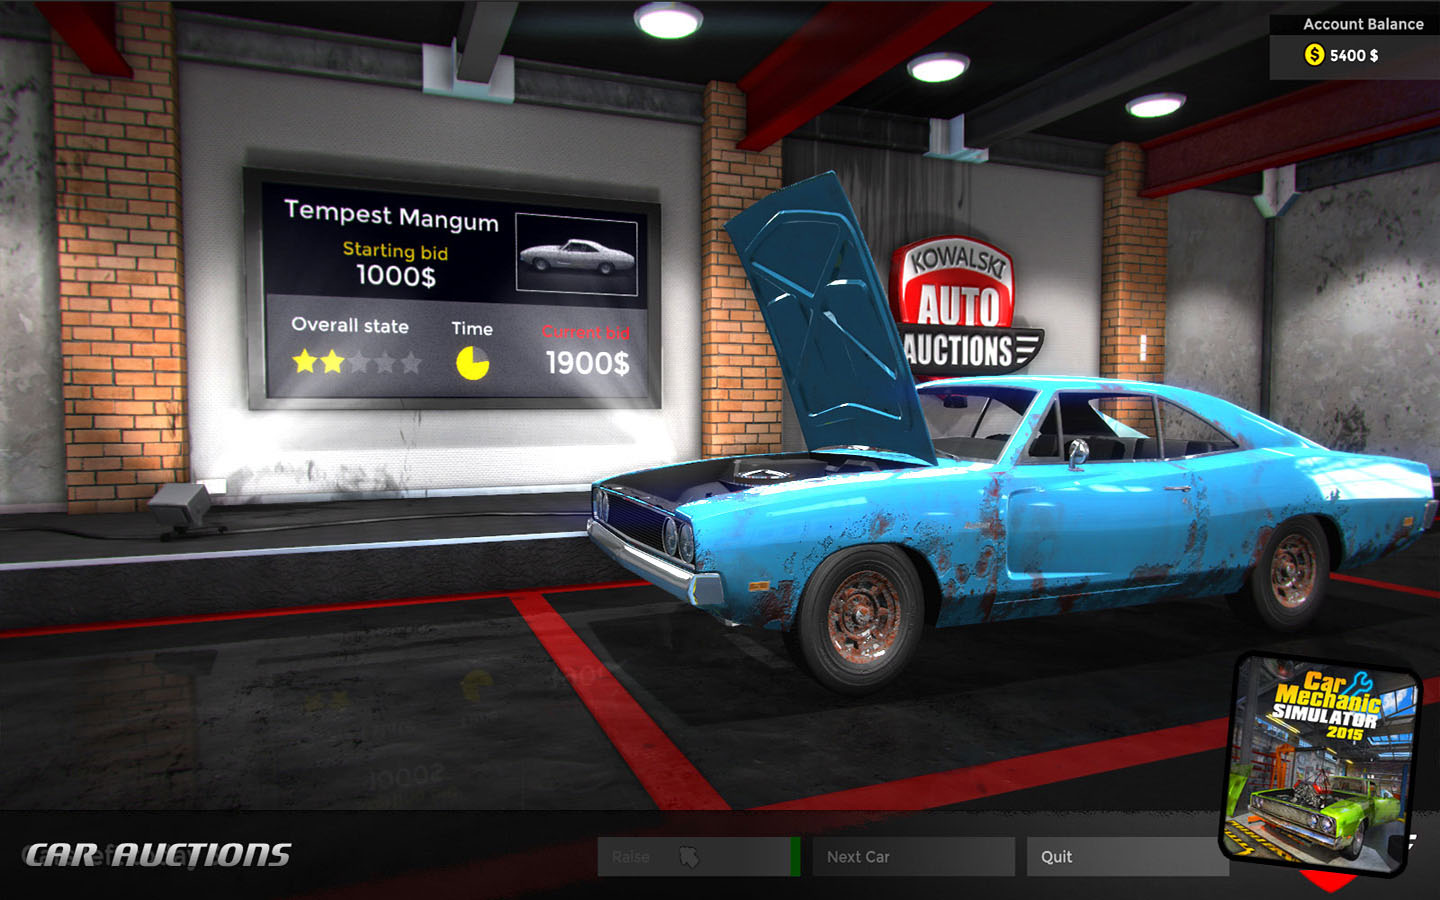 Account Balance
5400 $
Tempest Mangum
Starting bid
1000$
Overall state
Time
Current bid
1900$
KOWALSKI
AUTO
AUCTIONS
Car
Mechanic
SIMULATOR
2015
CAR AUCTIONS
Raise
Next Car
Quit